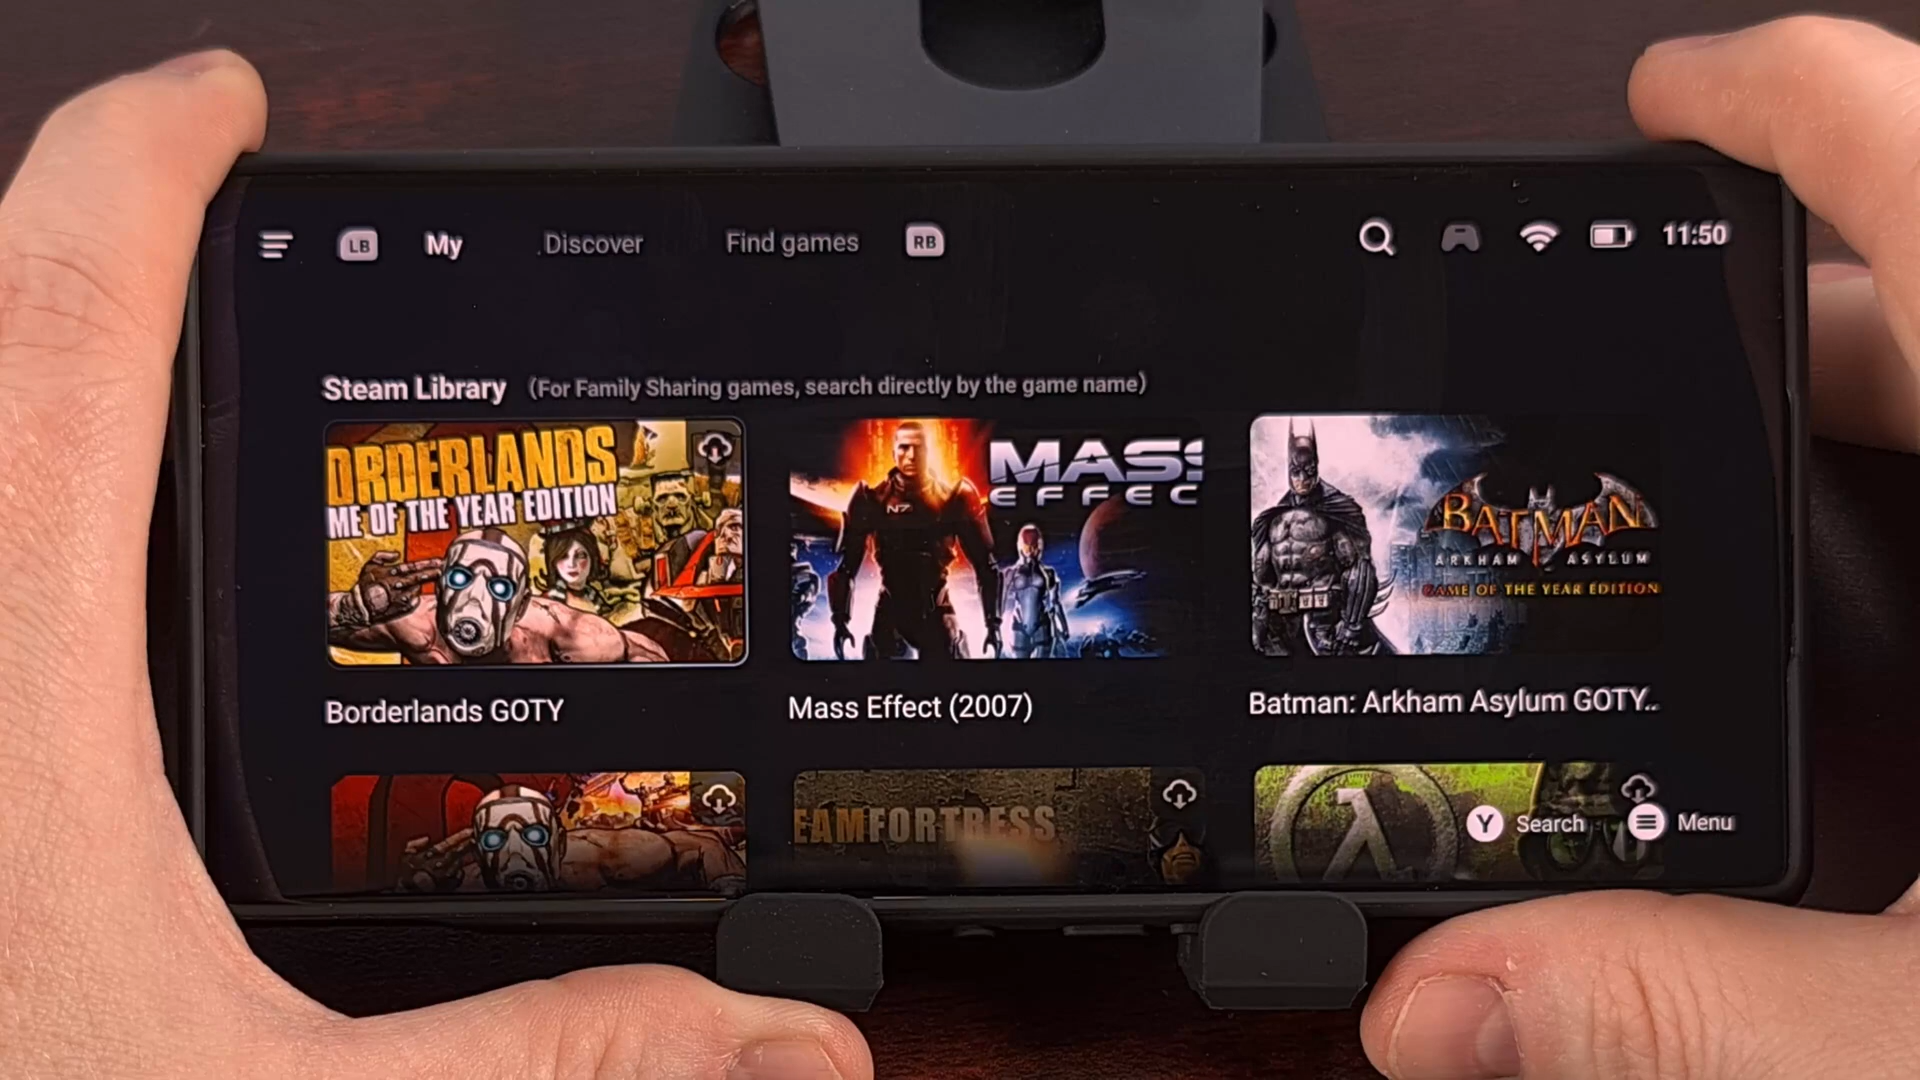 LB My Discover Find games RB 11:50
Steam Library (For Family Sharing games, search directly by the game name)
ORDERLANDS
ME OF THE YEAR EDITION
N7
MASS
EFFEC
BATMAN
ARKHAM ASYLUM
GAME OF THE YEAR EDITION
Borderlands GOTY
Mass Effect (2007)
Batman: Arkham Asylum GOTY..
EAMFORTRESS
Y Search Menu